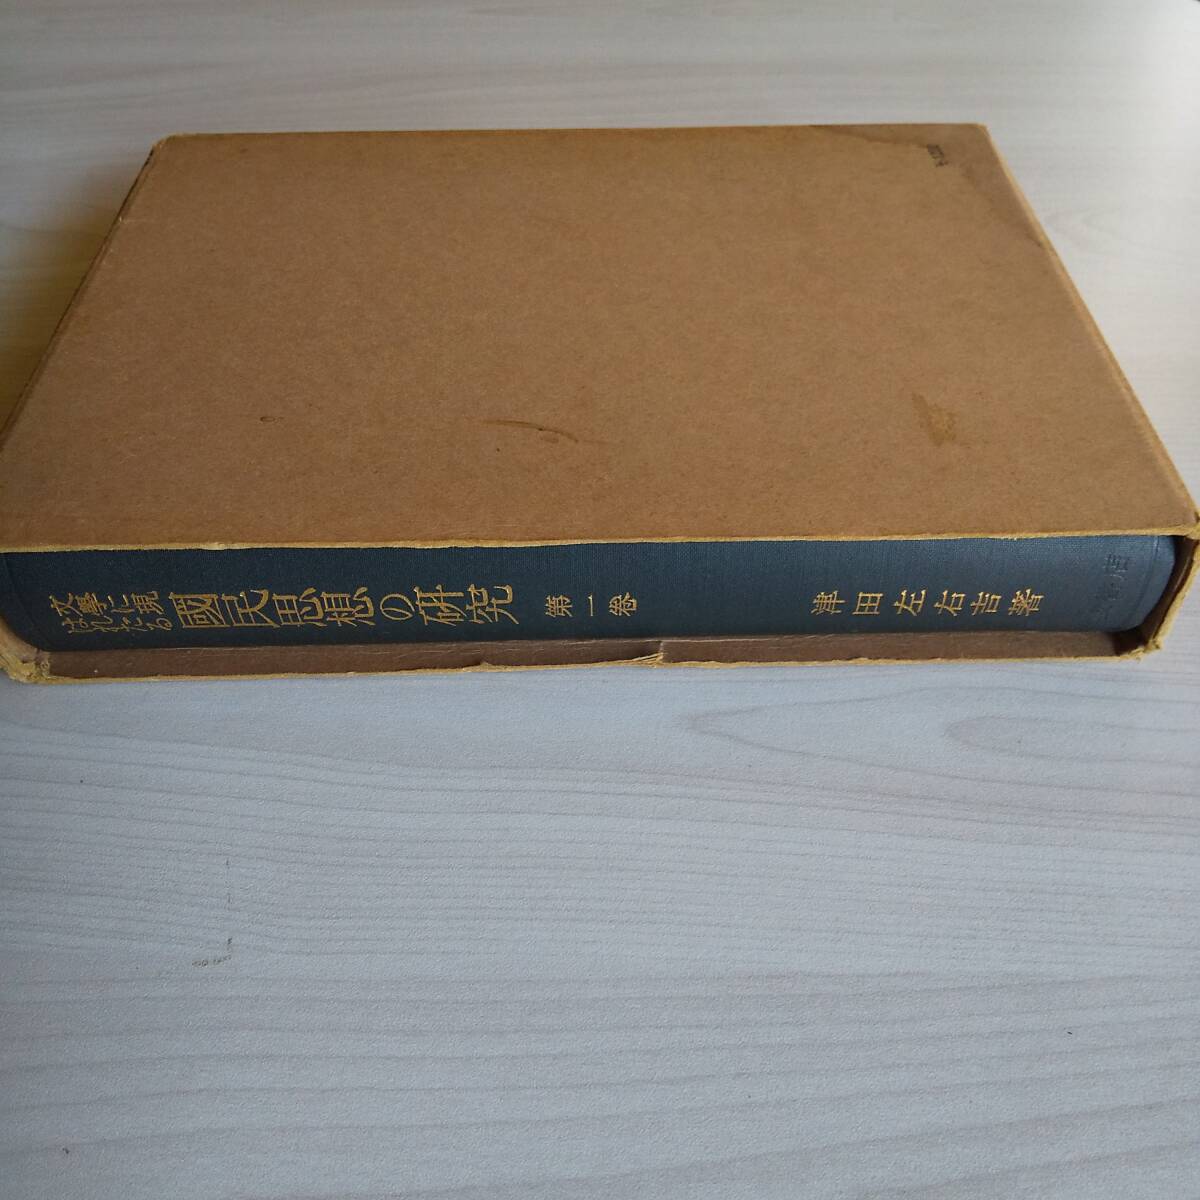 文學に現
はれたる
國民思想の研究
第一卷
津田左右吉著